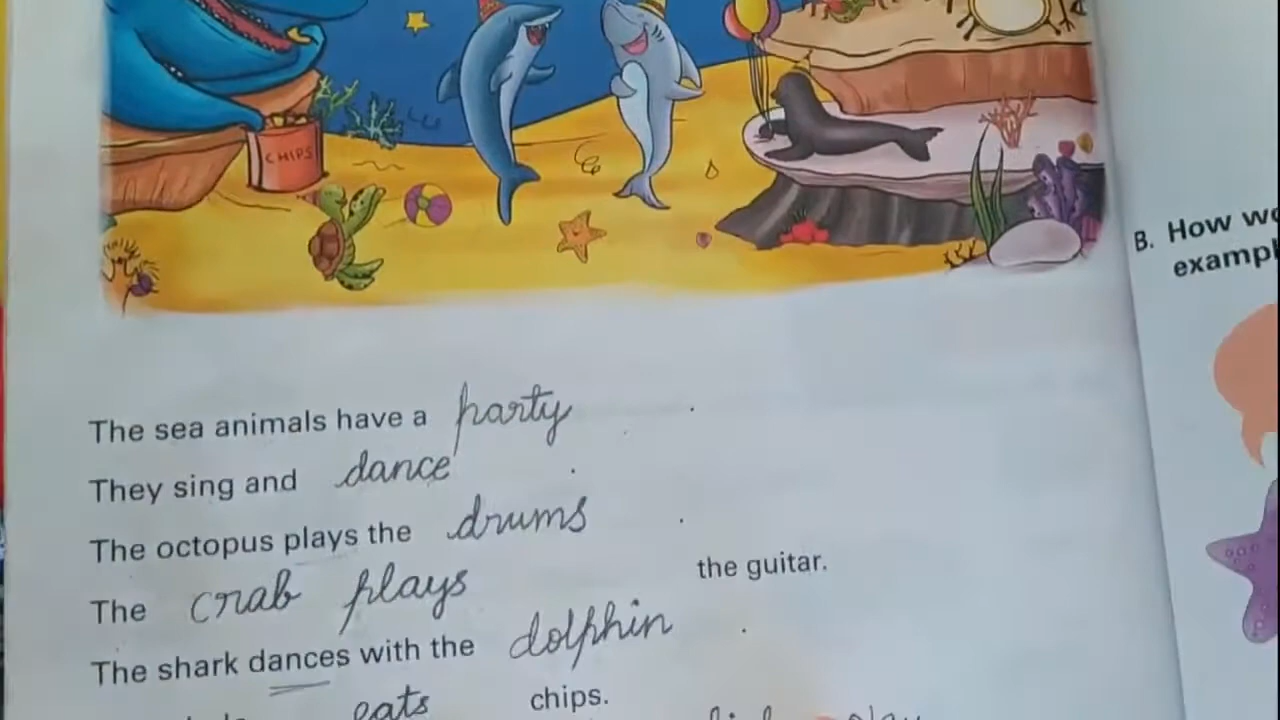 CHIPS
B. How
The sea animals have a party.
They sing and dance.
The octopus plays the drums.
The crab plays the guitar.
The shark dances with the dolphin.
eats chips.